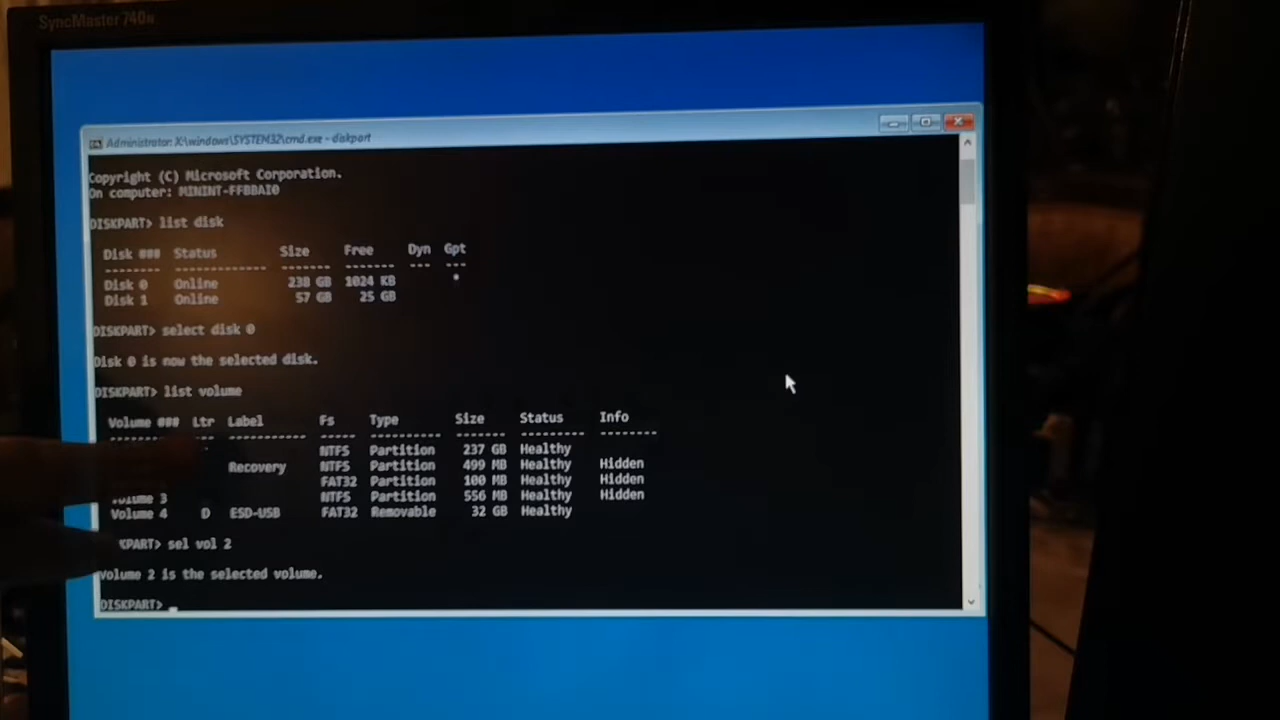 SyncMaster 740N
Administrator: X:\windows\SYSTEM32\cmd.exe - diskpart
Copyright (C) Microsoft Corporation.
On computer: MININT-FFBBAI0
DISKPART> list disk
Disk ### Status Size Free Dyn Gpt
-------- ------------- ------- ------- --- ---
Disk 0 Online 238 GB 1024 KB *
Disk 1 Online 57 GB 25 GB
DISKPART> select disk 0
Disk 0 is now the selected disk.
DISKPART> list volume
Volume ### Ltr Label Fs Type Size Status Info
---------- --- ----------- ----- ---------- ------- --------- --------
NTFS Partition 237 GB Healthy
Recovery NTFS Partition 499 MB Healthy Hidden
FAT32 Partition 100 MB Healthy Hidden
Volume 3 NTFS Partition 556 MB Healthy Hidden
Volume 4 D ESD-USB FAT32 Removable 32 GB Healthy
KPART> sel vol 2
Volume 2 is the selected volume.
DISKPART> _